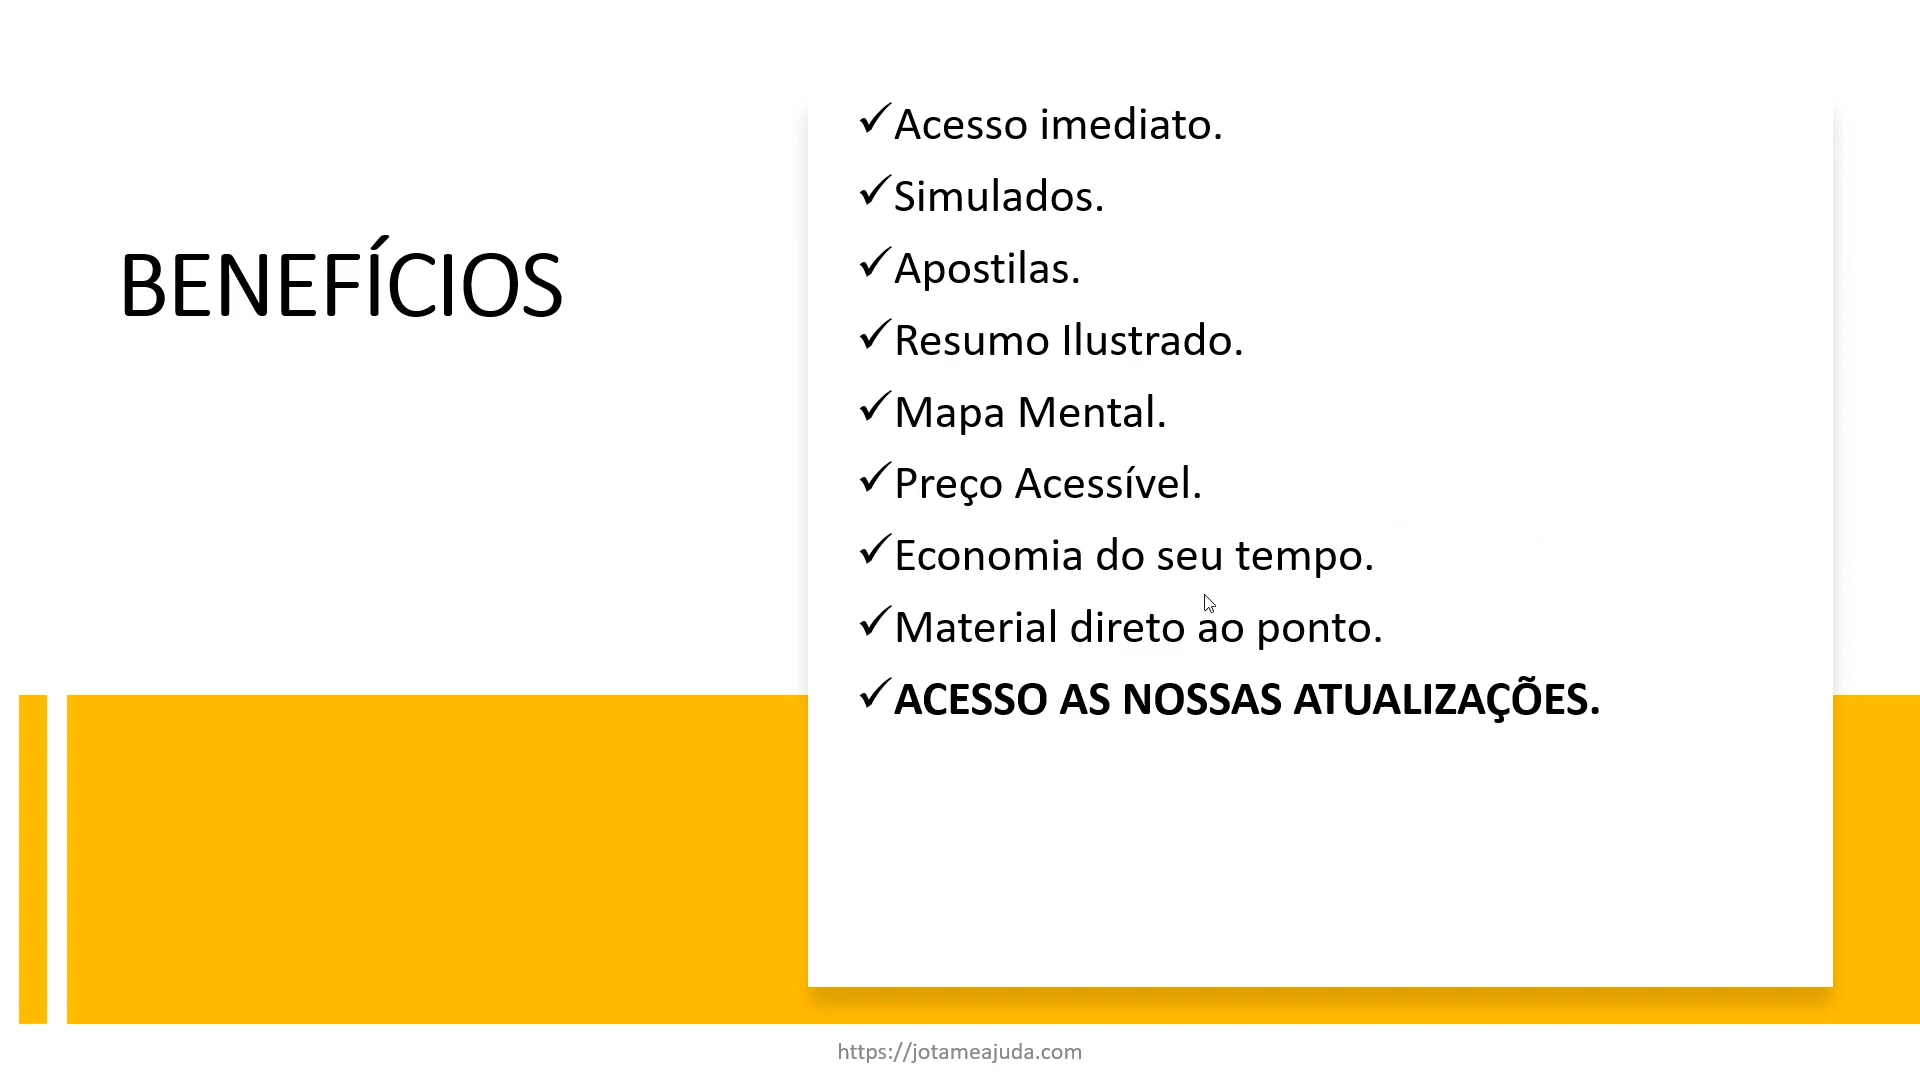 BENEFÍCIOS
✓Acesso imediato.
✓Simulados.
✓Apostilas.
✓Resumo Ilustrado.
✓Mapa Mental.
✓Preço Acessível.
✓Economia do seu tempo.
✓Material direto ao ponto.
✓ACESSO AS NOSSAS ATUALIZAÇÕES.
https://jotameajuda.com